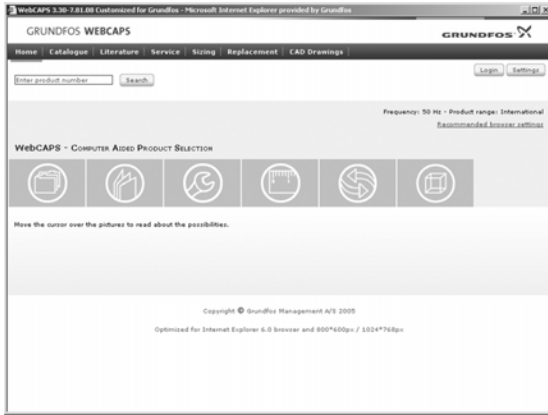 WebCAPS 3.30-7.01.00 Customized for Grundfos - Microsoft Internet Explorer provided by Grundfos
GRUNDFOS WEBCAPS
GRUNDFOS
Home Catalogue Literature Service Sizing Replacement CAD Drawings
Login Settings
Enter product number Search
Frequency: 50 Hz - Product range: International
Recommended browser settings
WebCAPS - Computer Aided Product Selection
Move the cursor over the pictures to read about the possibilities.
Copyright © Grundfos Management A/S 2005
Optimized for Internet Explorer 6.0 browser and 800*600px / 1024*768px